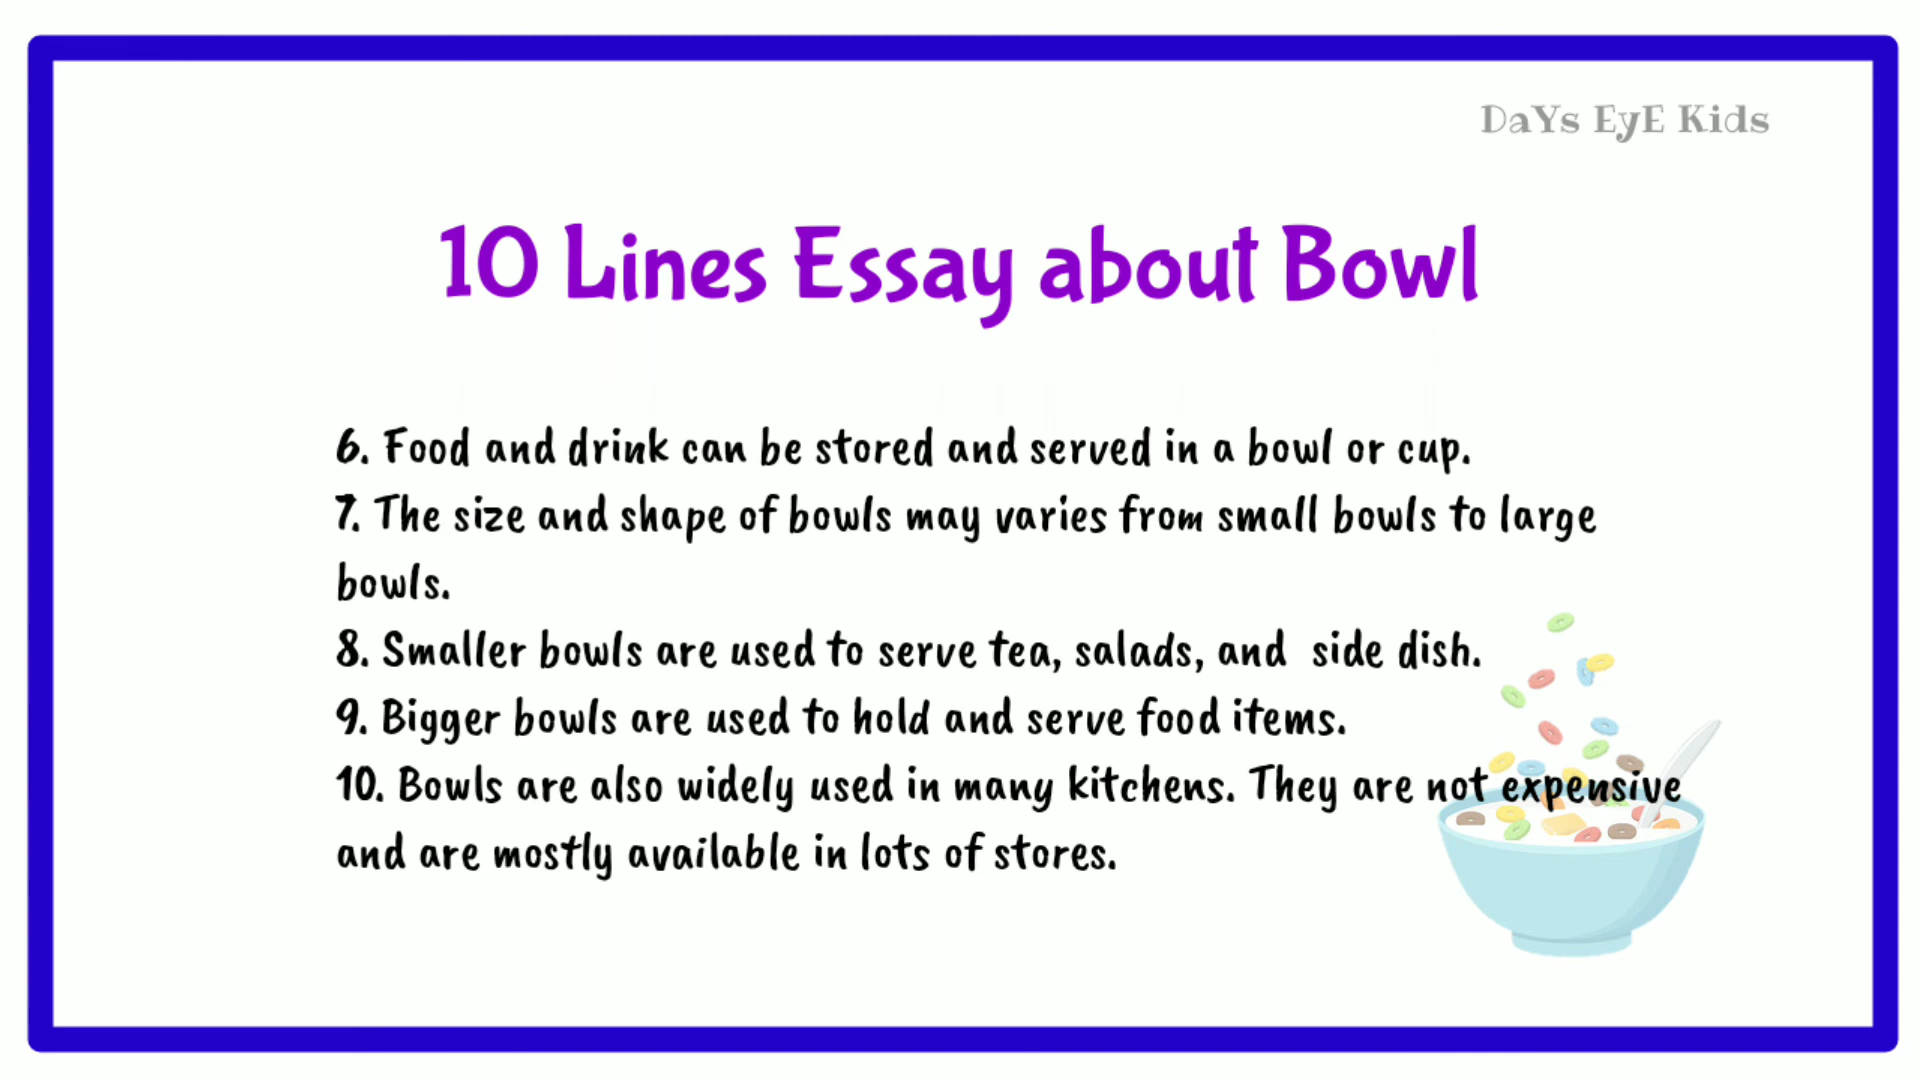 DaYs EyE Kids
10 Lines Essay about Bowl
6. Food and drink can be stored and served in a bowl or cup.
7. The size and shape of bowls may varies from small bowls to large
bowls.
8. Smaller bowls are used to serve tea, salads, and  side dish.
9. Bigger bowls are used to hold and serve food items.
10. Bowls are also widely used in many kitchens. They are not expensive
and are mostly available in lots of stores.